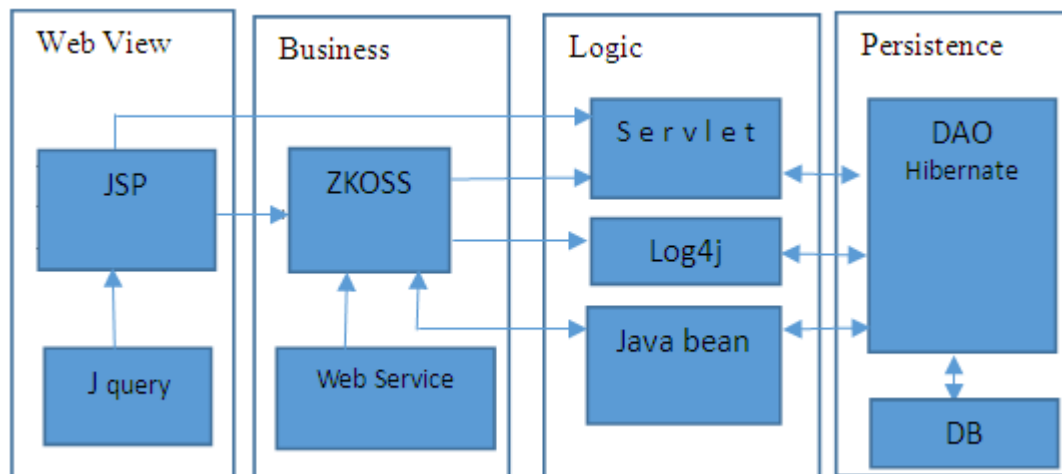 Web View
JSP
J query
Business
ZKOSS
Web Service
Logic
S e r v l e t
Log4j
Java bean
Persistence
DAO
Hibernate
DB